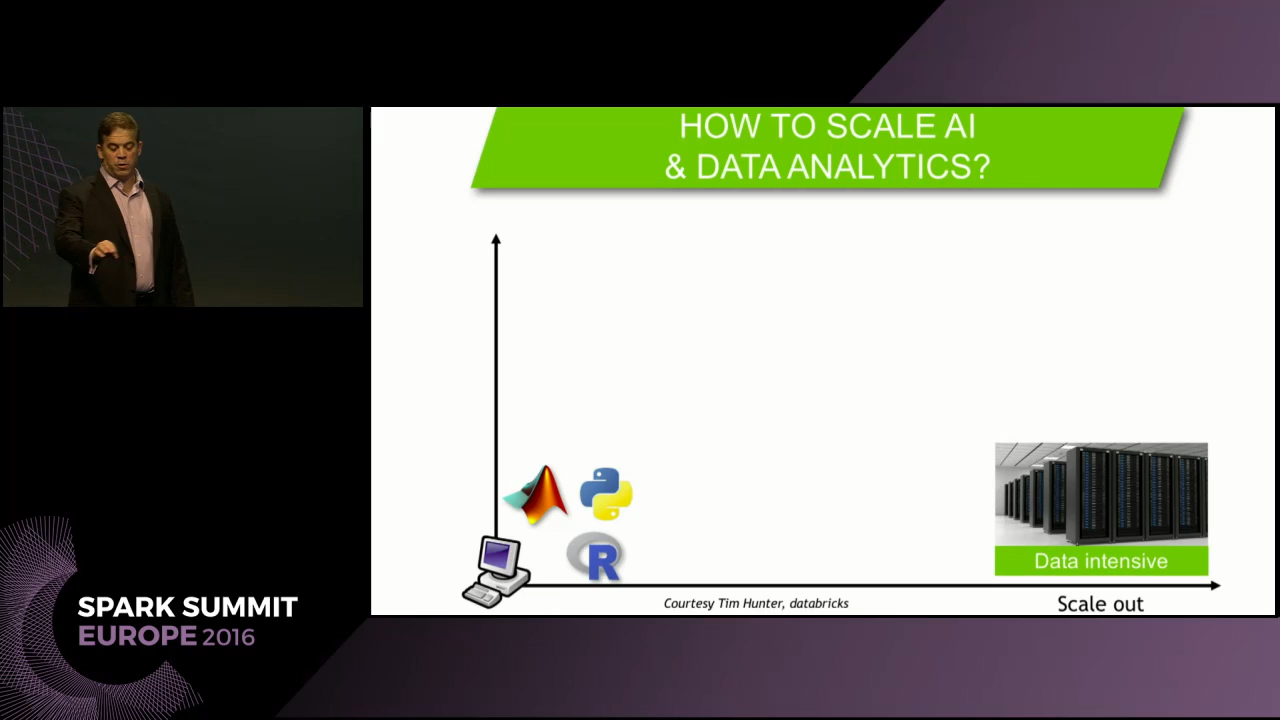 HOW TO SCALE AI
& DATA ANALYTICS?
R
Data intensive
Courtesy Tim Hunter, databricks
Scale out
SPARK SUMMIT
EUROPE 2016